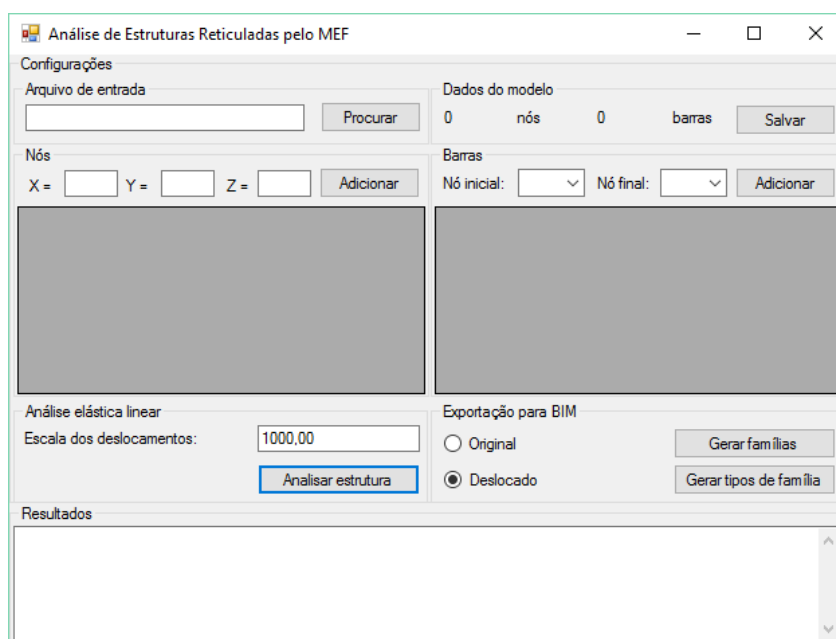 Análise de Estruturas Reticuladas pelo MEF
Configurações
Arquivo de entrada
Procurar
Dados do modelo
0 nós 0 barras Salvar
Nós
X = Y = Z = Adicionar
Barras
Nó inicial: Nó final: Adicionar
Análise elástica linear
Escala dos deslocamentos: 1000,00
Analisar estrutura
Exportação para BIM
Original Gerar famílias
Deslocado Gerar tipos de família
Resultados